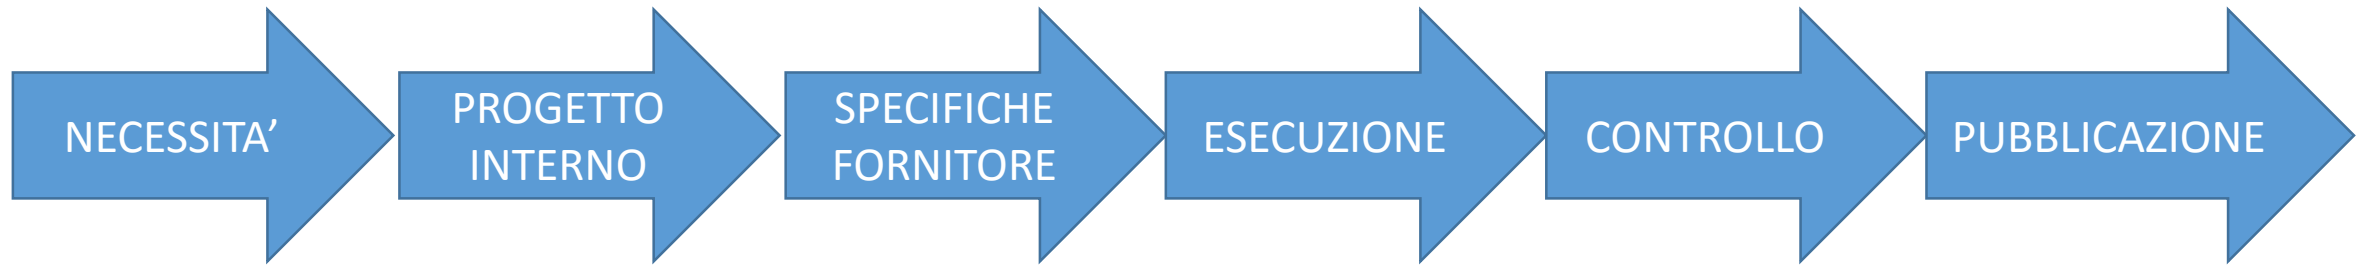 NECESSITA’
PROGETTO
INTERNO
SPECIFICHE
FORNITORE
ESECUZIONE
CONTROLLO
PUBBLICAZIONE